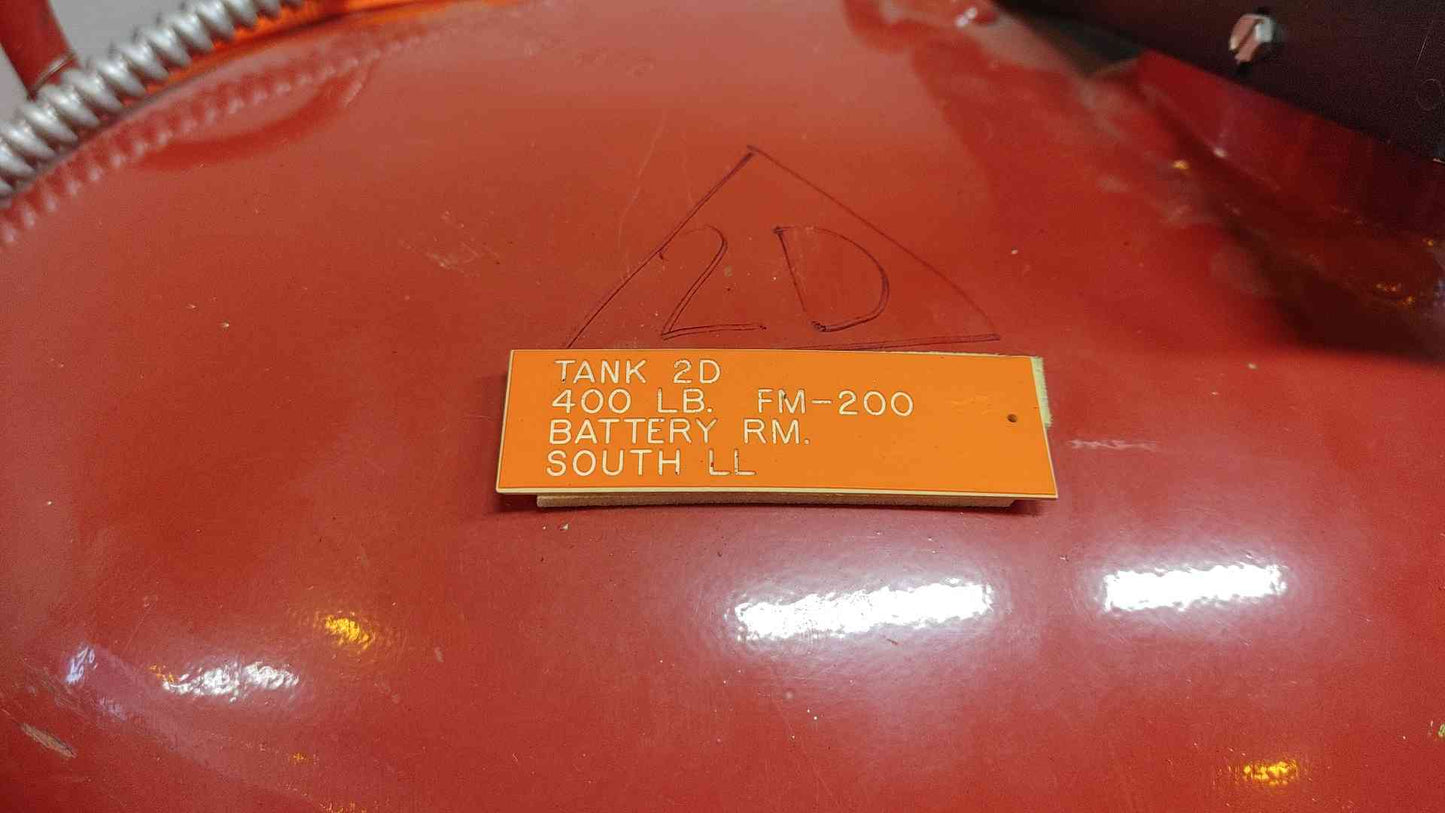 2D
TANK 2D
400 LB. FM-200
BATTERY RM.
SOUTH LL